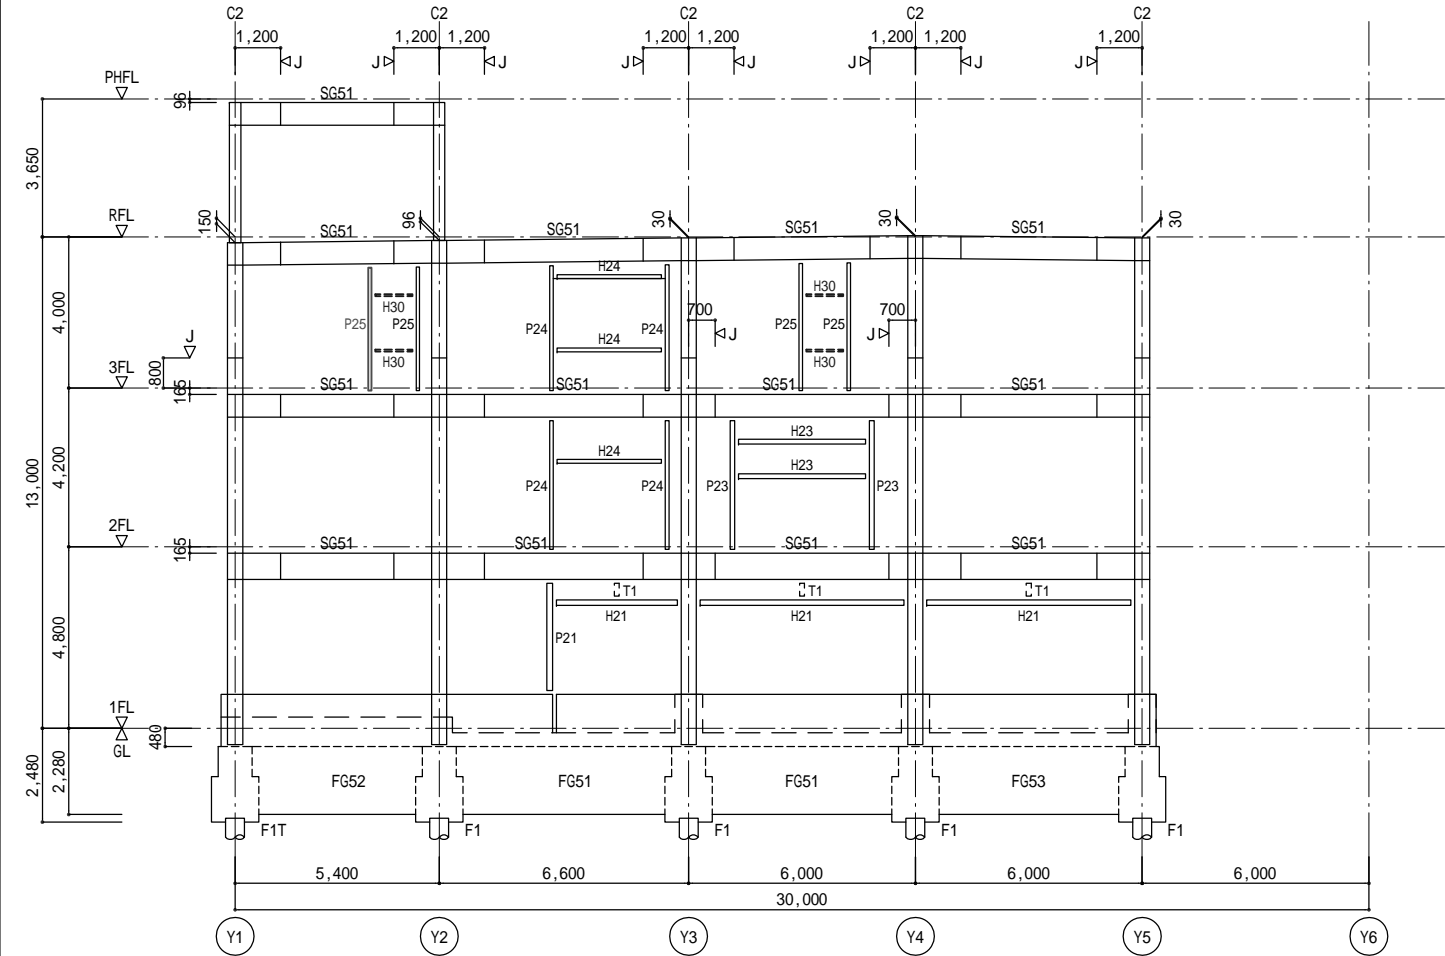 C2 C2 C2 C2 C2
1,200 1,200 1,200 1,200 1,200 1,200 1,200 1,200
J J J J J J J J
PHFL
96 SG51
3,650
RFL
150 SG51 96 SG51 30 SG51 30 SG51 30
H24
H30 H30
700 700
4,000 P25 P25 P24 P24 J P25 P25 J
J
H24
H30 H30
800
3FL
165 SG51 SG51 SG51 SG51
H23
13,000 4,200 H24 H23
P24 P24 P23 P23
2FL
165 SG51 SG51 SG51 SG51
T1 T1 T1
H21 H21 H21
4,800 P21
1FL
GL
480
2,480 2,280 FG52 FG51 FG51 FG53
F1T F1 F1 F1 F1
5,400 6,600 6,000 6,000 6,000
30,000
Y1 Y2 Y3 Y4 Y5 Y6